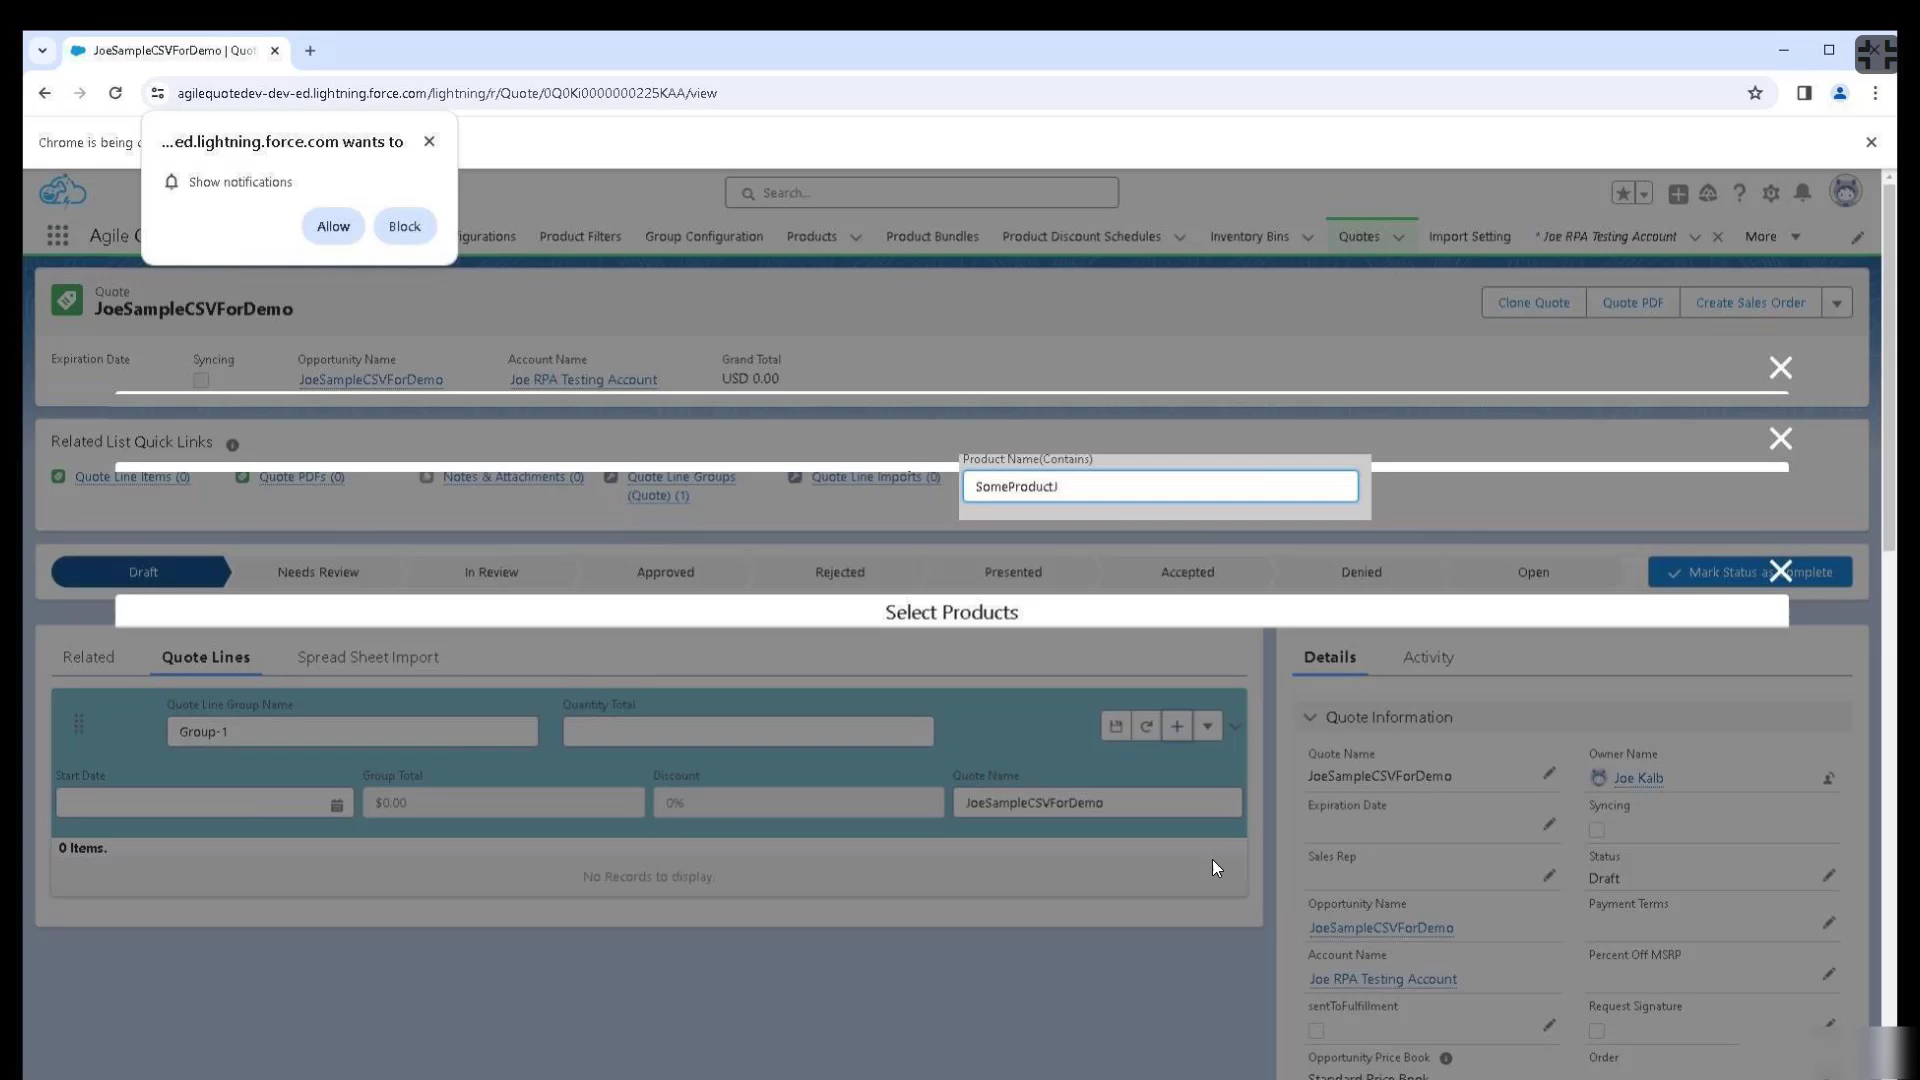 JoeSampleCSVForDemo | Quot
agilequotedev-dev-ed.lightning.force.com/lightning/r/Quote/0Q0Ki0000000225KAA/view
Chrome is being
...ed.lightning.force.com wants to
Show notifications
Allow Block
Search...
Agile
gurations Product Filters Group Configuration Products Product Bundles Product Discount Schedules Inventory Bins Quotes Import Setting * Joe RPA Testing Account More
Quote
JoeSampleCSVForDemo
Clone Quote Quote PDF Create Sales Order
Expiration Date Syncing Opportunity Name Account Name Grand Total
JoeSampleCSVForDemo Joe RPA Testing Account USD 0.00
Related List Quick Links
Product Name(Contains)
Quote Line Items (0) Quote PDFs (0) Notes & Attachments (0) Quote Line Groups Quote Line Imports (0)
(Quote) (1)
SomeProductJ
Draft Needs Review In Review Approved Rejected Presented Accepted Denied Open Mark Status as mplete
Select Products
Related Quote Lines Spread Sheet Import
Details Activity
Quote Line Group Name Quantity Total
Group-1
Start Date Group Total Discount Quote Name
$0.00 0% JoeSampleCSVForDemo
0 Items.
No Records to display.
Quote Information
Quote Name Owner Name
JoeSampleCSVForDemo Joe Kalb
Expiration Date Syncing
Sales Rep Status
Draft
Opportunity Name Payment Terms
JoeSampleCSVForDemo
Account Name Percent Off MSRP
Joe RPA Testing Account
sentToFulfillment Request Signature
Opportunity Price Book Order
Standard Price Book